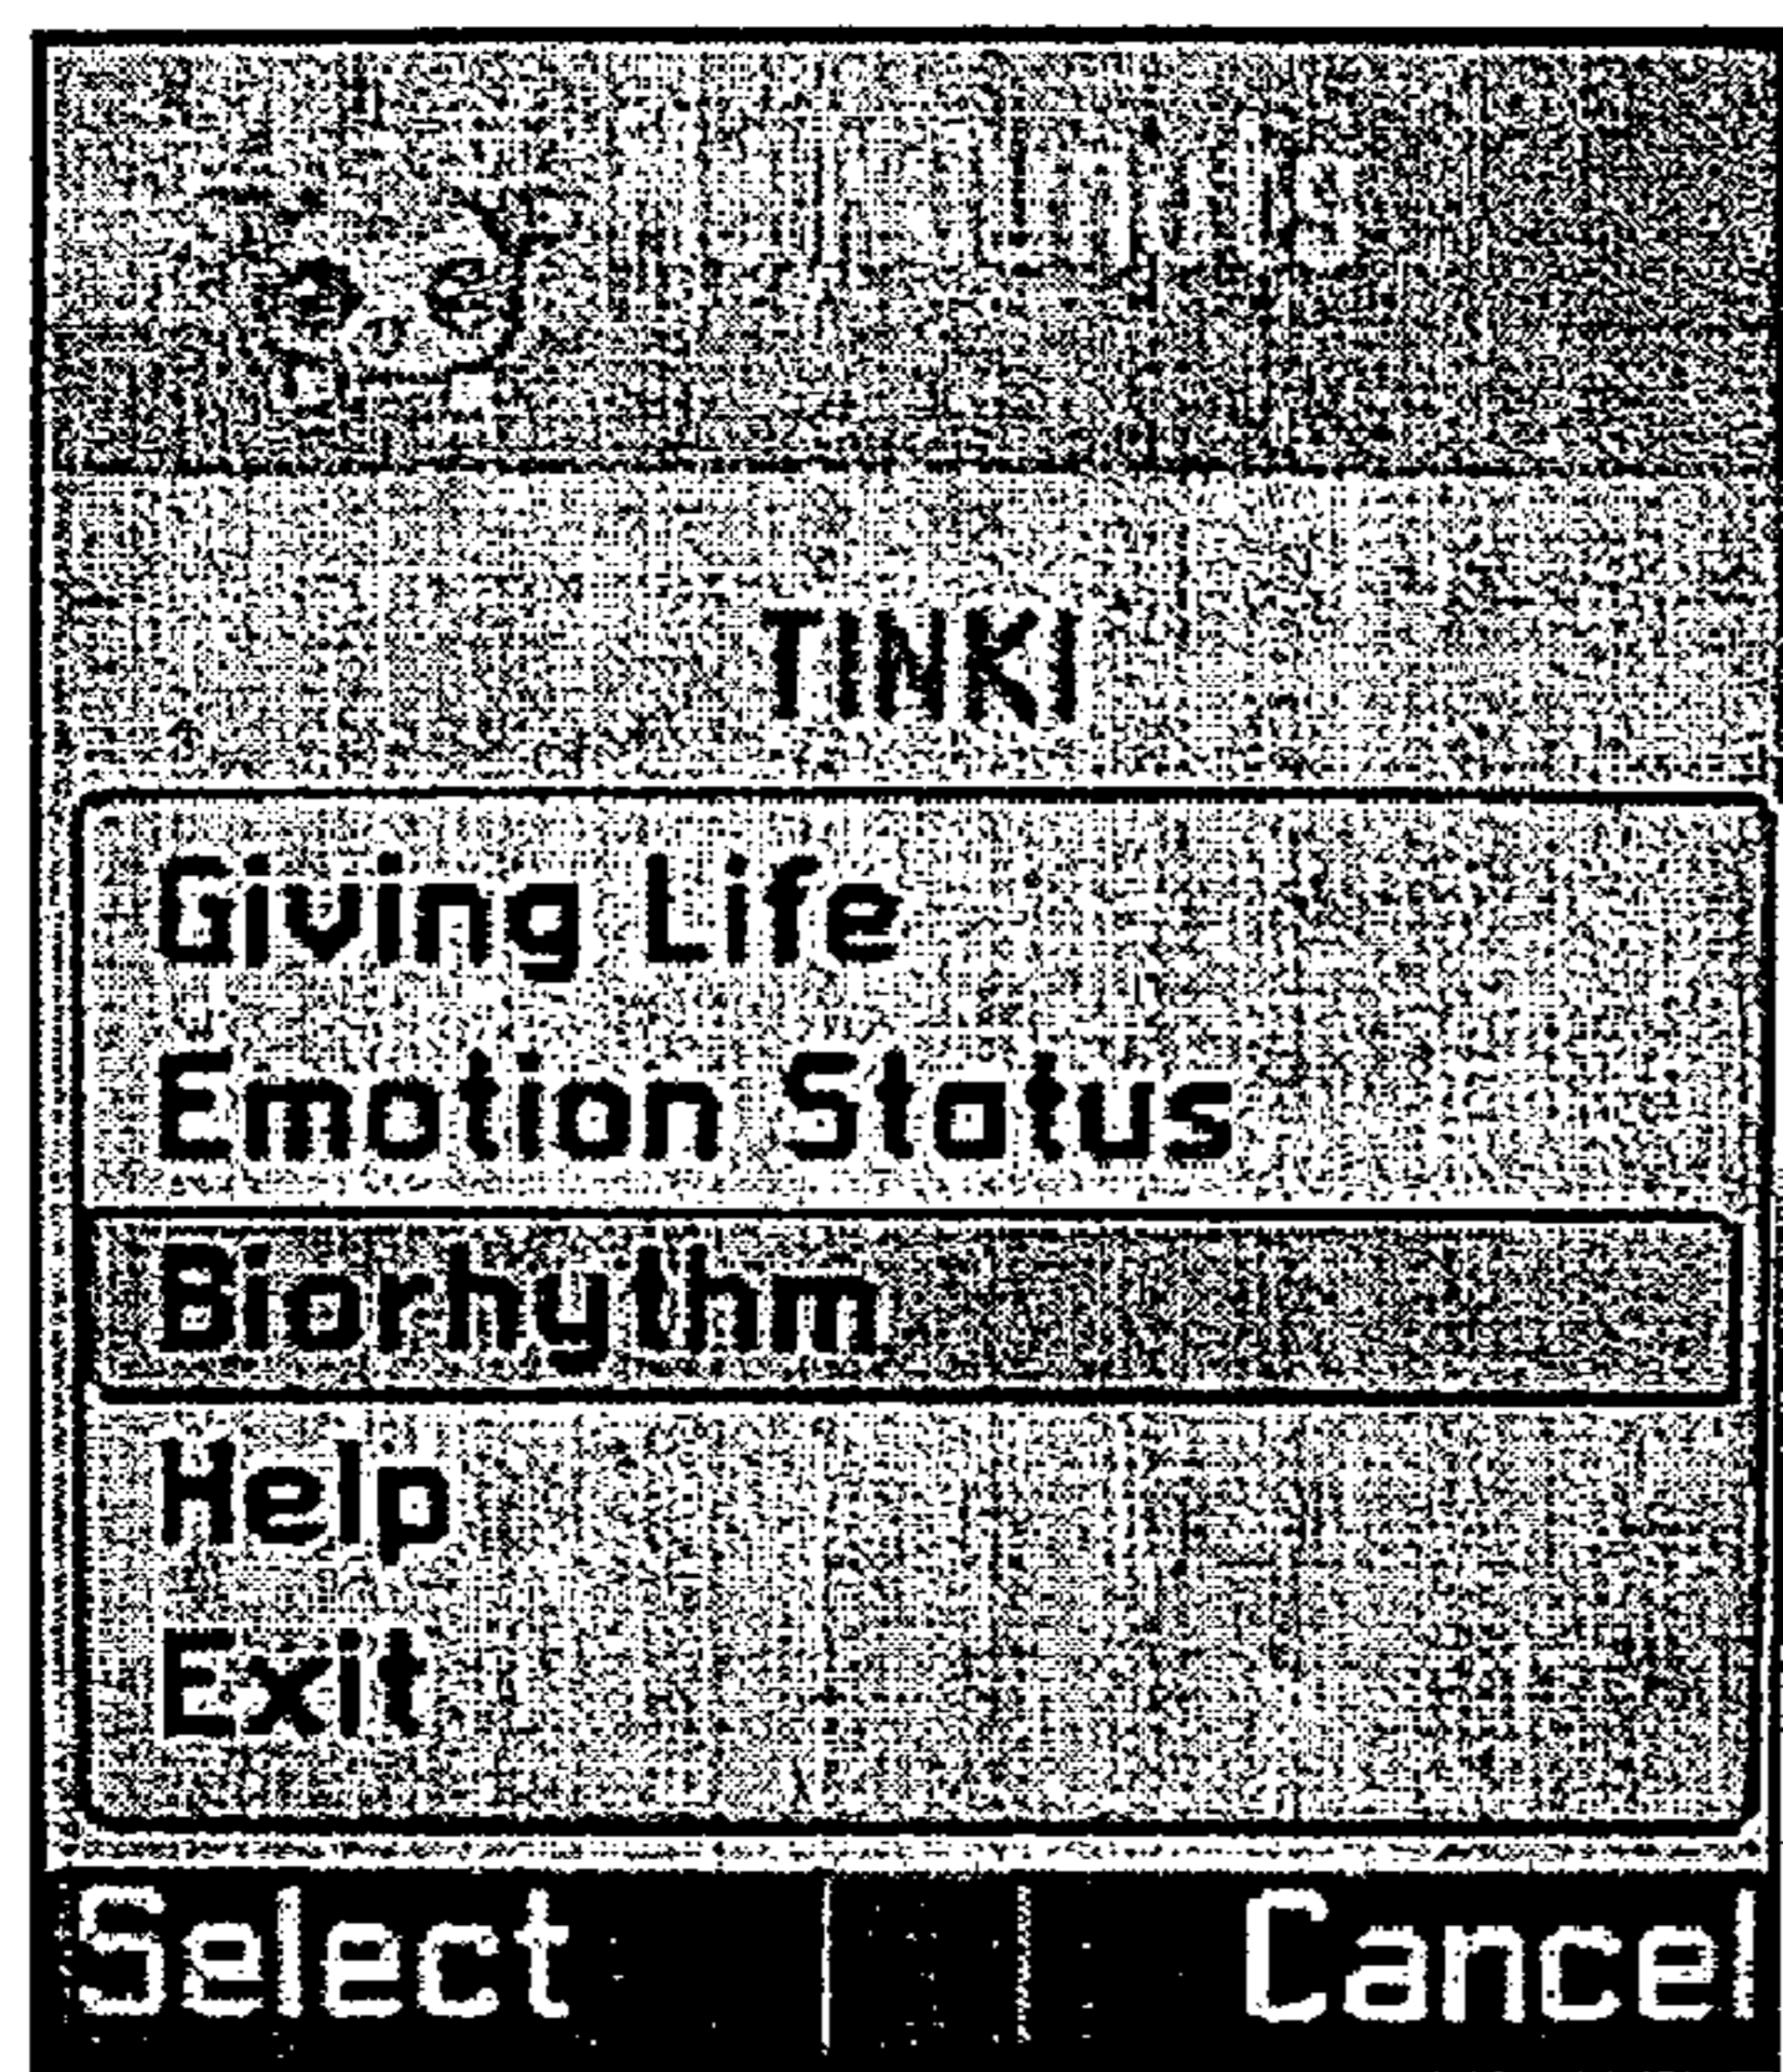 TINKI
Giving Life
Emotion Status
Biorhythm
Help
Exit
Select Cancel